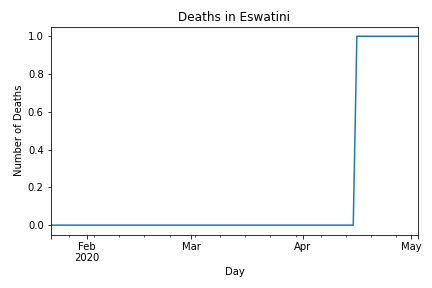 Deaths in Eswatini
1.0
0.8
0.6
0.4
0.2
0.0
Number of Deaths
Feb
2020
Mar
Apr
May
Day